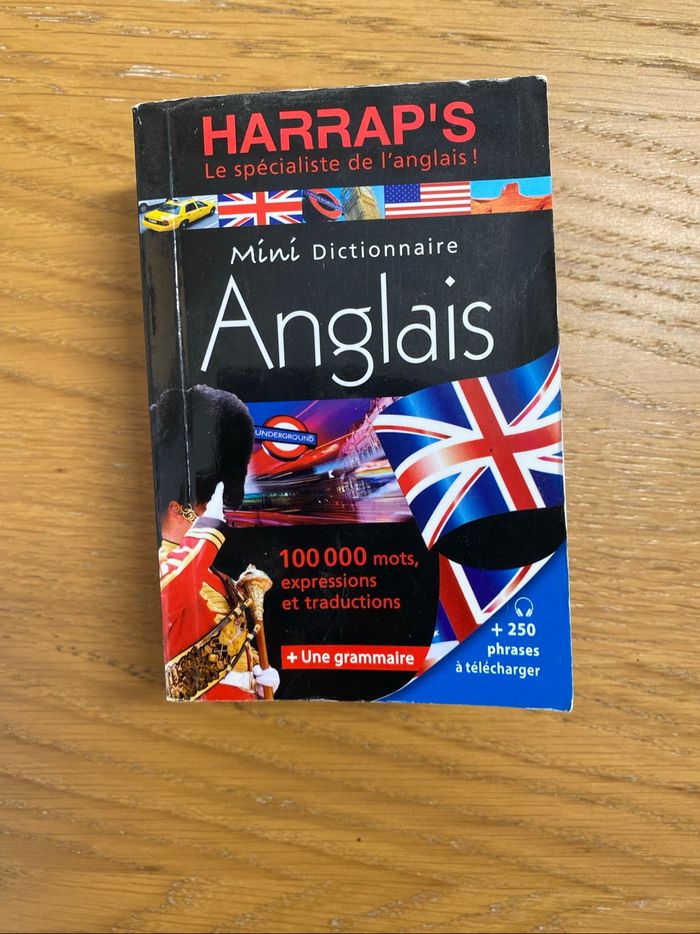 HARRAP'S
Le spécialiste de l'anglais !
Mini Dictionnaire
Anglais
UNDERGROUND
100 000 mots,
expressions
et traductions
+ Une grammaire
+ 250
phrases
à télécharger